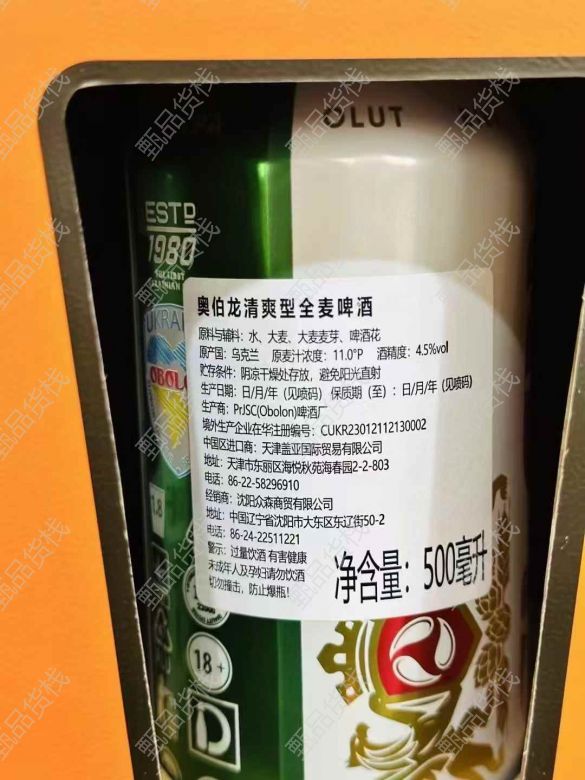 OLUT
ESTD
1980
UKRAI
OBOLO
奥伯龙清爽型全麦啤酒
原料与辅料：水、大麦、大麦麦芽、啤酒花
原产国：乌克兰 原麦汁浓度：11.0°P 酒精度：4.5%vol
贮存条件：阴凉干燥处存放，避免阳光直射
生产日期：日/月/年（见喷码）保质期（至）：日/月/年（见喷码）
生产商：PrJSC(Obolon)啤酒厂
境外生产企业在华注册编号：CUKR23012112130002
中国区进口商：天津盖亚国际贸易有限公司
地址：天津市东丽区海悦秋苑海春园2-2-803
电话：86-22-58296910
经销商：沈阳众森商贸有限公司
地址：中国辽宁省沈阳市大东区东辽街50-2
电话：86-24-22511221
警示：过量饮酒 有害健康
未成年人及孕妇请勿饮酒
切勿撞击，防止爆瓶！
净含量：500毫升
18+
甄品货栈